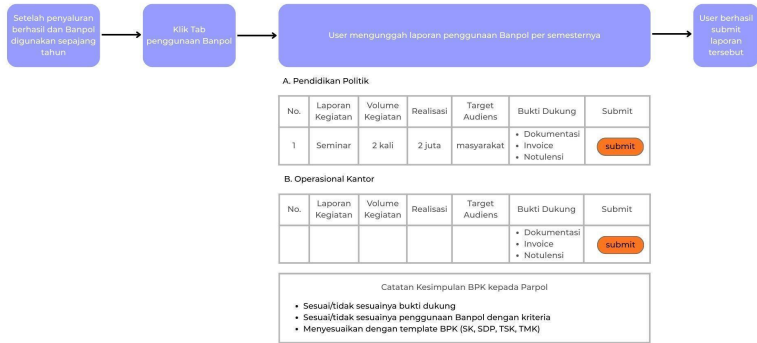 Setelah penyaluran
berhasil dan Banpol
digunakan sepajang
tahun
Klik Tab
penggunaan Banpol
User mengunggah laporan penggunaan Banpol per semesternya
User berhasil
submit
laporan
tersebut
A. Pendidikan Politik
No. Laporan Kegiatan Volume Kegiatan Realisasi Target Audiens Bukti Dukung Submit
1 Seminar 2 kali 2 juta masyarakat
• Dokumentasi
• Invoice
• Notulensi
submit
B. Operasional Kantor
No. Laporan Kegiatan Volume Kegiatan Realisasi Target Audiens Bukti Dukung Submit
• Dokumentasi
• Invoice
• Notulensi
submit
Catatan Kesimpulan BPK kepada Parpol
• Sesuai/tidak sesuainya bukti dukung
• Sesuai/tidak sesuainya penggunaan Banpol dengan kriteria
• Menyesuaikan dengan template BPK (SK, SDP, TSK, TMK)